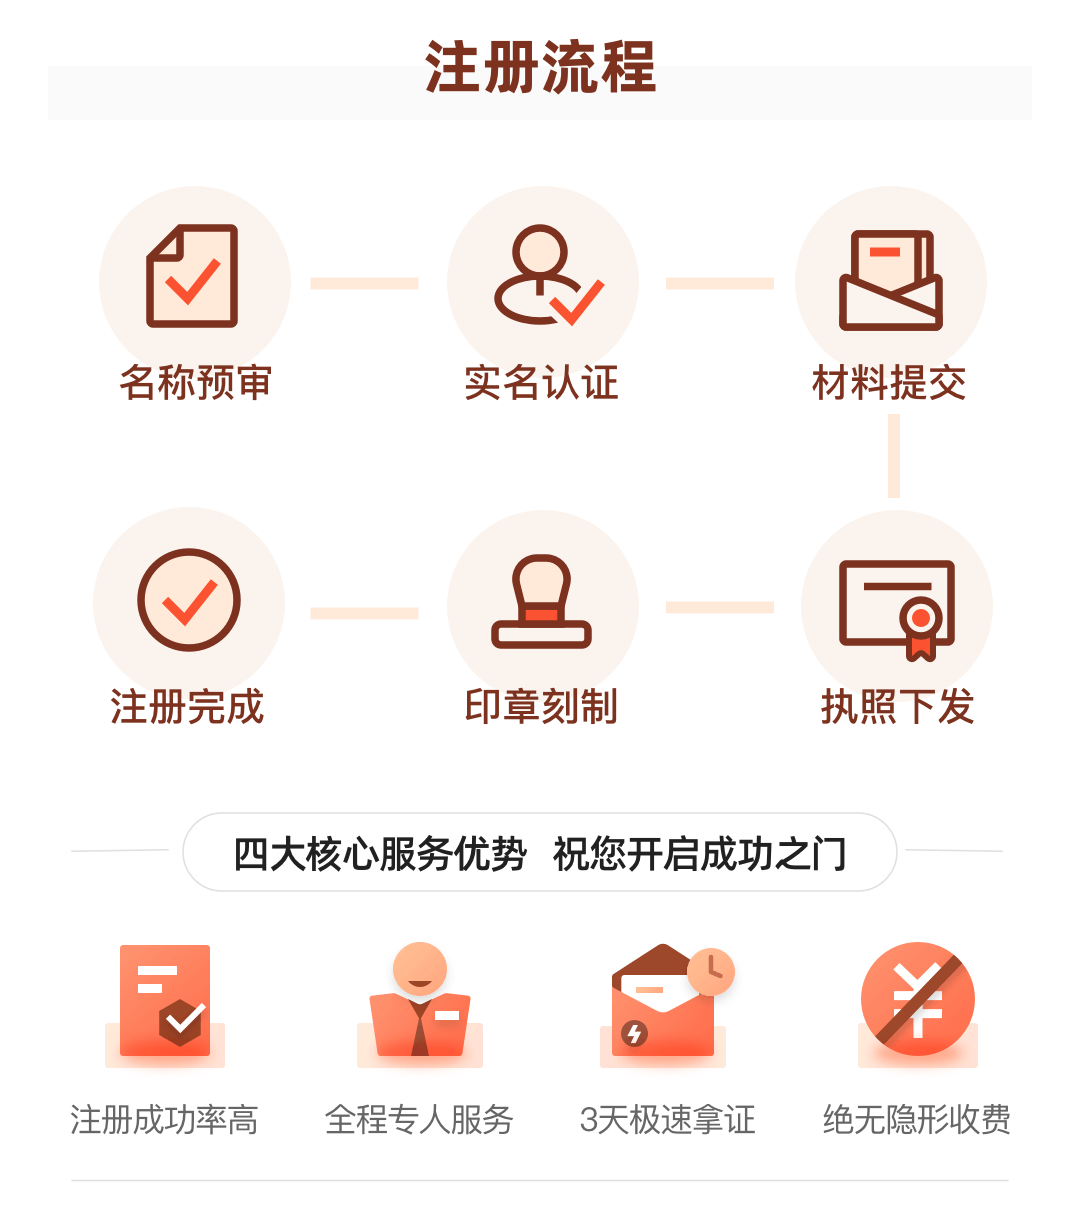 注册流程
名称预审
实名认证
材料提交
注册完成
印章刻制
执照下发
四大核心服务优势 祝您开启成功之门
注册成功率高
全程专人服务
3天极速拿证
绝无隐形收费